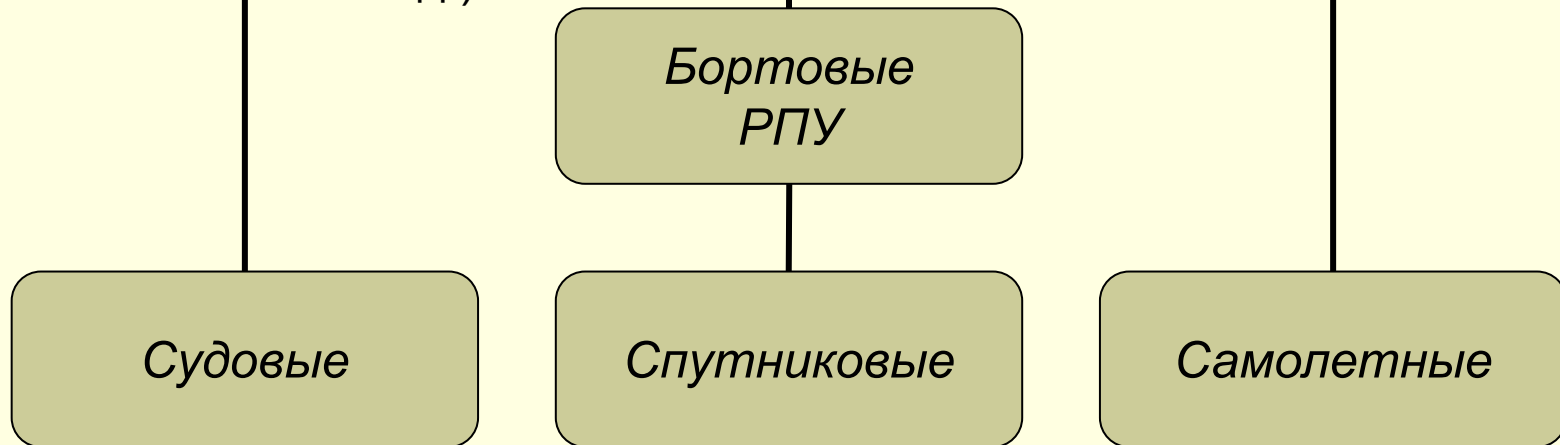 Бортовые
РПУ
Судовые
Спутниковые
Самолетные